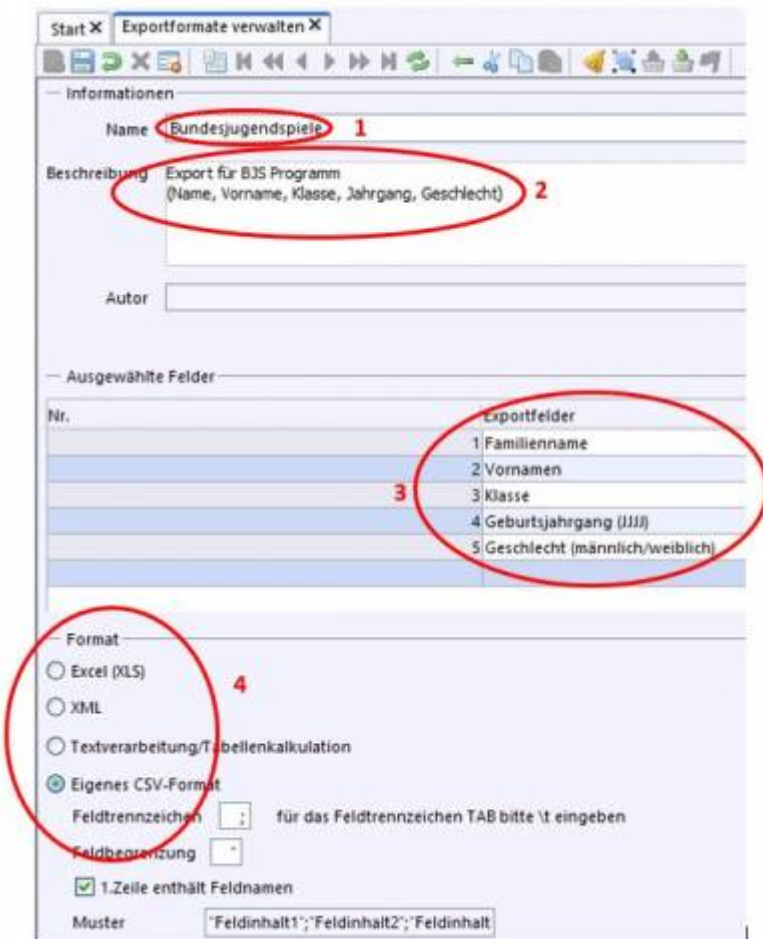 Start X Exportformate verwalten X
Informationen
Name Bundesjugendspiele 1
Beschreibung Export für BJS Programm
(Name, Vorname, Klasse, Jahrgang, Geschlecht) 2
Autor
Ausgewählte Felder
Nr. Exportfelder
1 Familienname
2 Vornamen
3 3 Klasse
4 Geburtsjahrgang (JJJJ)
5 Geschlecht (männlich/weiblich)
Format
Excel (XLS) 4
XML
Textverarbeitung/Tabellenkalkulation
Eigenes CSV-Format
Feldtrennzeichen ; für das Feldtrennzeichen TAB bitte \t eingeben
Feldbegrenzung "
1.Zeile enthält Feldnamen
Muster "Feldinhalt1";"Feldinhalt2";"Feldinhalt